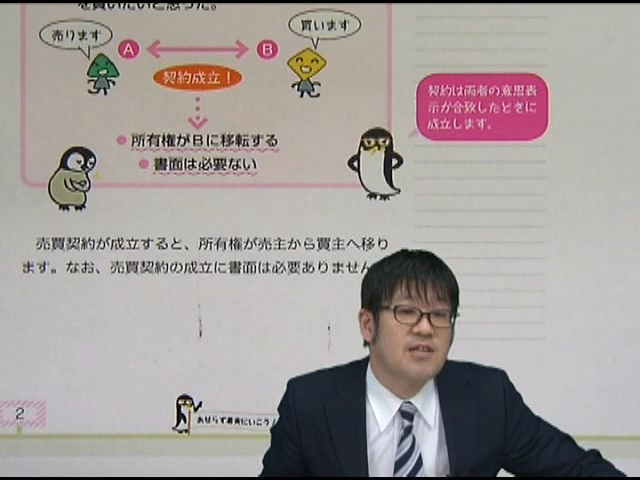 を買いたいと思った。
売ります
買います
A
B
契約成立！
契約は両者の意思表
示が合致したときに
成立します。
● 所有権がBに移転する
● 書面は必要ない
売買契約が成立すると、所有権が売主から買主へ移り
ます。なお、売買契約の成立に書面は必要ありません
2
あせらず着実にいこう！